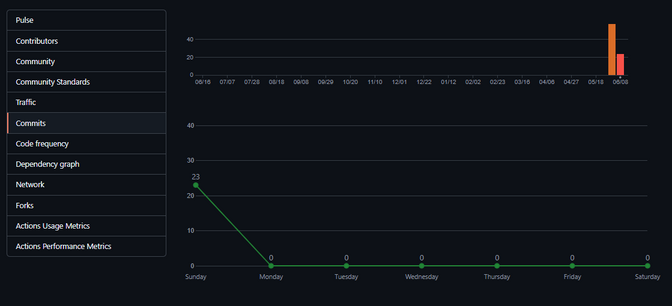 Pulse
Contributors
Community
Community Standards
Traffic
Commits
Code frequency
Dependency graph
Network
Forks
Actions Usage Metrics
Actions Performance Metrics
40
20
0
06/16 07/07 07/28 08/18 09/08 09/29 10/20 11/10 12/01 12/22 01/12 02/02 02/23 03/16 04/06 04/27 05/18 06/08
40
30
20
10
0
23 0 0 0 0 0 0
Sunday Monday Tuesday Wednesday Thursday Friday Saturday